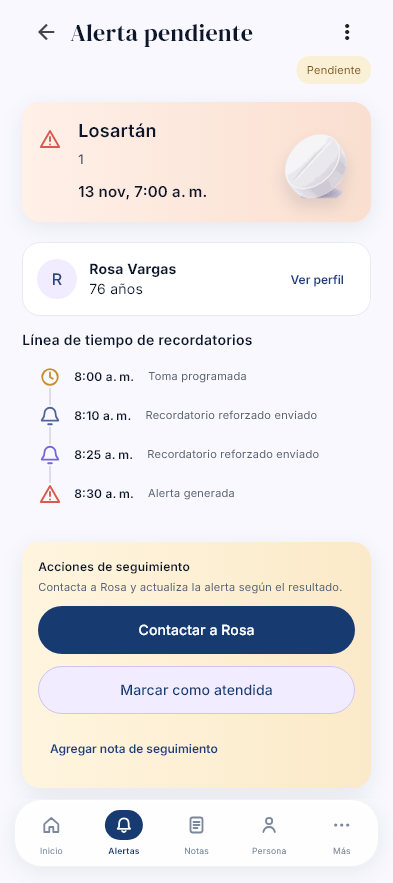 Alerta pendiente
Pendiente
Losartán
1
13 nov, 7:00 a. m.
R
Rosa Vargas
76 años
Ver perfil
Línea de tiempo de recordatorios
8:00 a. m. Toma programada
8:10 a. m. Recordatorio reforzado enviado
8:25 a. m. Recordatorio reforzado enviado
8:30 a. m. Alerta generada
Acciones de seguimiento
Contacta a Rosa y actualiza la alerta según el resultado.
Contactar a Rosa
Marcar como atendida
Agregar nota de seguimiento
Inicio Alertas Notas Persona Más